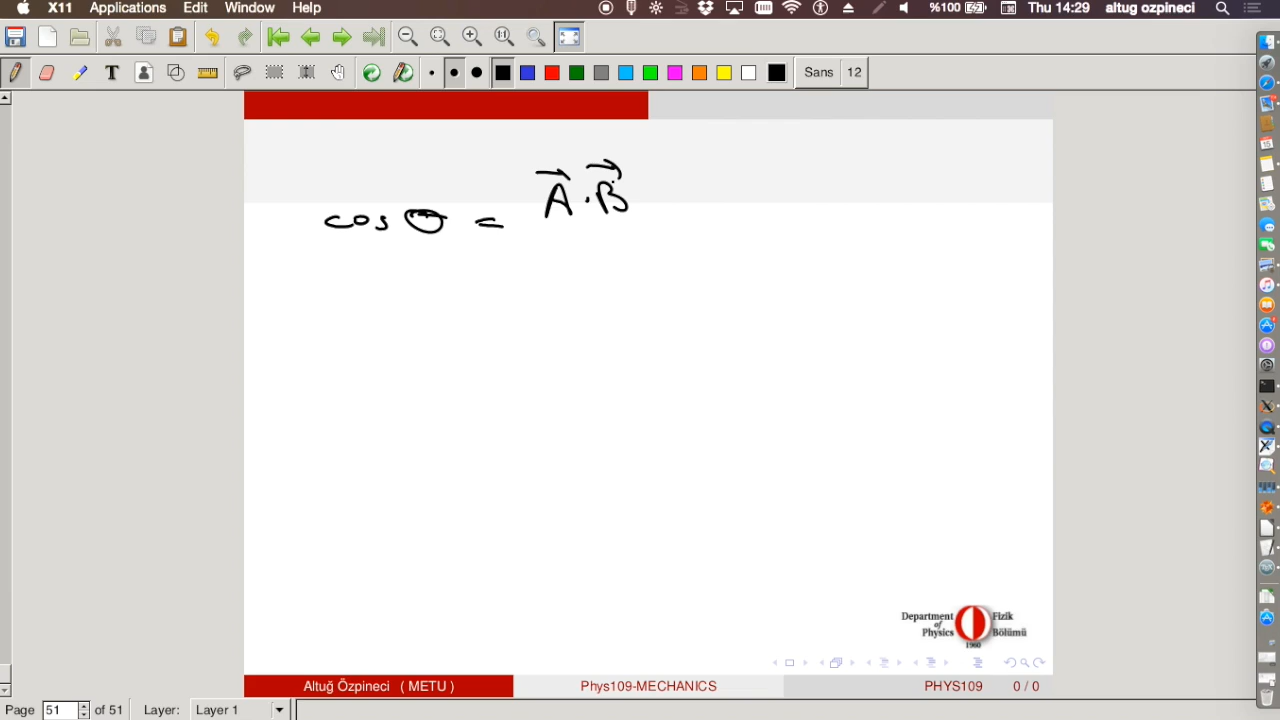 X11 Applications Edit Window Help %100 Thu 14:29 altug ozpineci
Sans 12
cos θ = A⃗ · B⃗
Department of Physics 1960 Fizik Bölümü
Altuğ Özpineci ( METU ) Phys109-MECHANICS PHYS109 0 / 0
Page 51 of 51 Layer: Layer 1